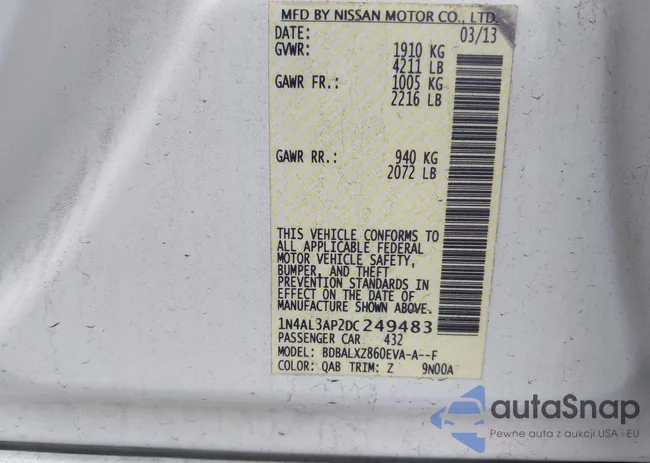 MFD BY NISSAN MOTOR CO., LTD.
DATE: 03/13
GVWR: 1910 KG
4211 LB
GAWR FR.: 1005 KG
2216 LB
GAWR RR.: 940 KG
2072 LB
THIS VEHICLE CONFORMS TO
ALL APPLICABLE FEDERAL
MOTOR VEHICLE SAFETY,
BUMPER, AND THEFT
PREVENTION STANDARDS IN
EFFECT ON THE DATE OF
MANUFACTURE SHOWN ABOVE.
1N4AL3AP2DC249483
PASSENGER CAR 432
MODEL: BDBALXZ860EVA-A--F
COLOR: QAB TRIM: Z 9N00A
autaSnap
Pewne auta z aukcji USA i EU